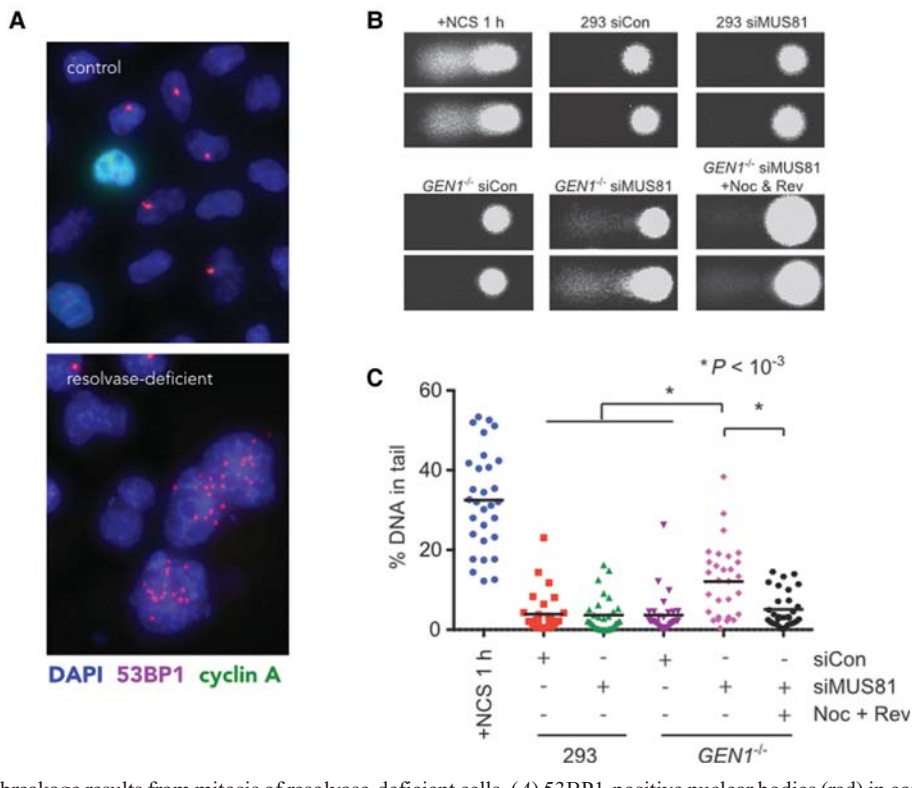 A
control
resolvase-deficient
DAPI 53BP1 cyclin A
B
+NCS 1 h
293 siCon
293 siMUS81
GEN1-/- siCon
GEN1-/- siMUS81
GEN1-/- siMUS81
+Noc & Rev
C
* P < 10-3
*
*
% DNA in tail
60
40
20
0
+NCS 1 h
+ - + - - siCon
- + - + + siMUS81
- - - - + Noc + Rev
293
GEN1-/-
breakage results from mitosis of resolvase-deficient cells. (A) 53BP1-positive nuclear bodies (red) in